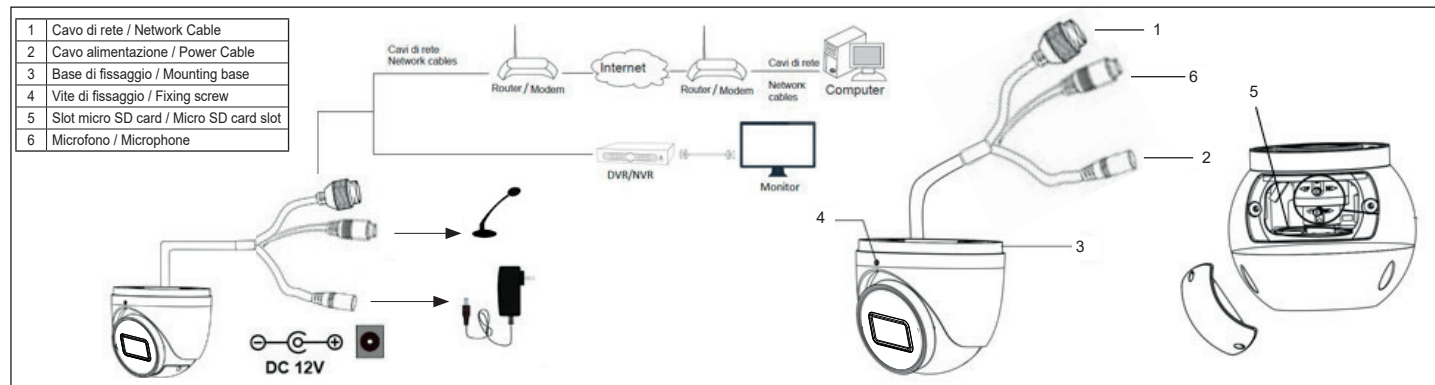 1 Cavo di rete / Network Cable
2 Cavo alimentazione / Power Cable
3 Base di fissaggio / Mounting base
4 Vite di fissaggio / Fixing screw
5 Slot micro SD card / Micro SD card slot
6 Microfono / Microphone
Cavi di rete
Network cables
Router / Modem
Internet
Router / Modem
Cavi di rete
Network
cables
Computer
DVR/NVR
Monitor
DC 12V
1
6
2
4
3
5